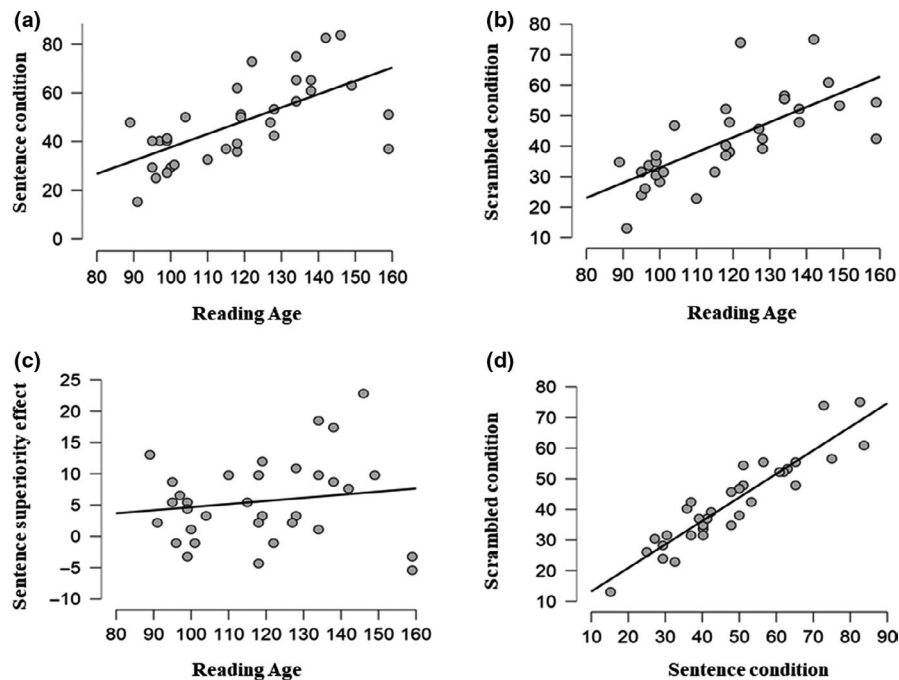 (a)
Sentence condition
80
60
40
20
0
80 90 100 110 120 130 140 150 160
Reading Age
(b)
Scrambled condition
80
70
60
50
40
30
20
10
80 90 100 110 120 130 140 150 160
Reading Age
(c)
Sentence superiority effect
25
20
15
10
5
0
−5
−10
80 90 100 110 120 130 140 150 160
Reading Age
(d)
Scrambled condition
80
70
60
50
40
30
20
10
10 20 30 40 50 60 70 80 90
Sentence condition